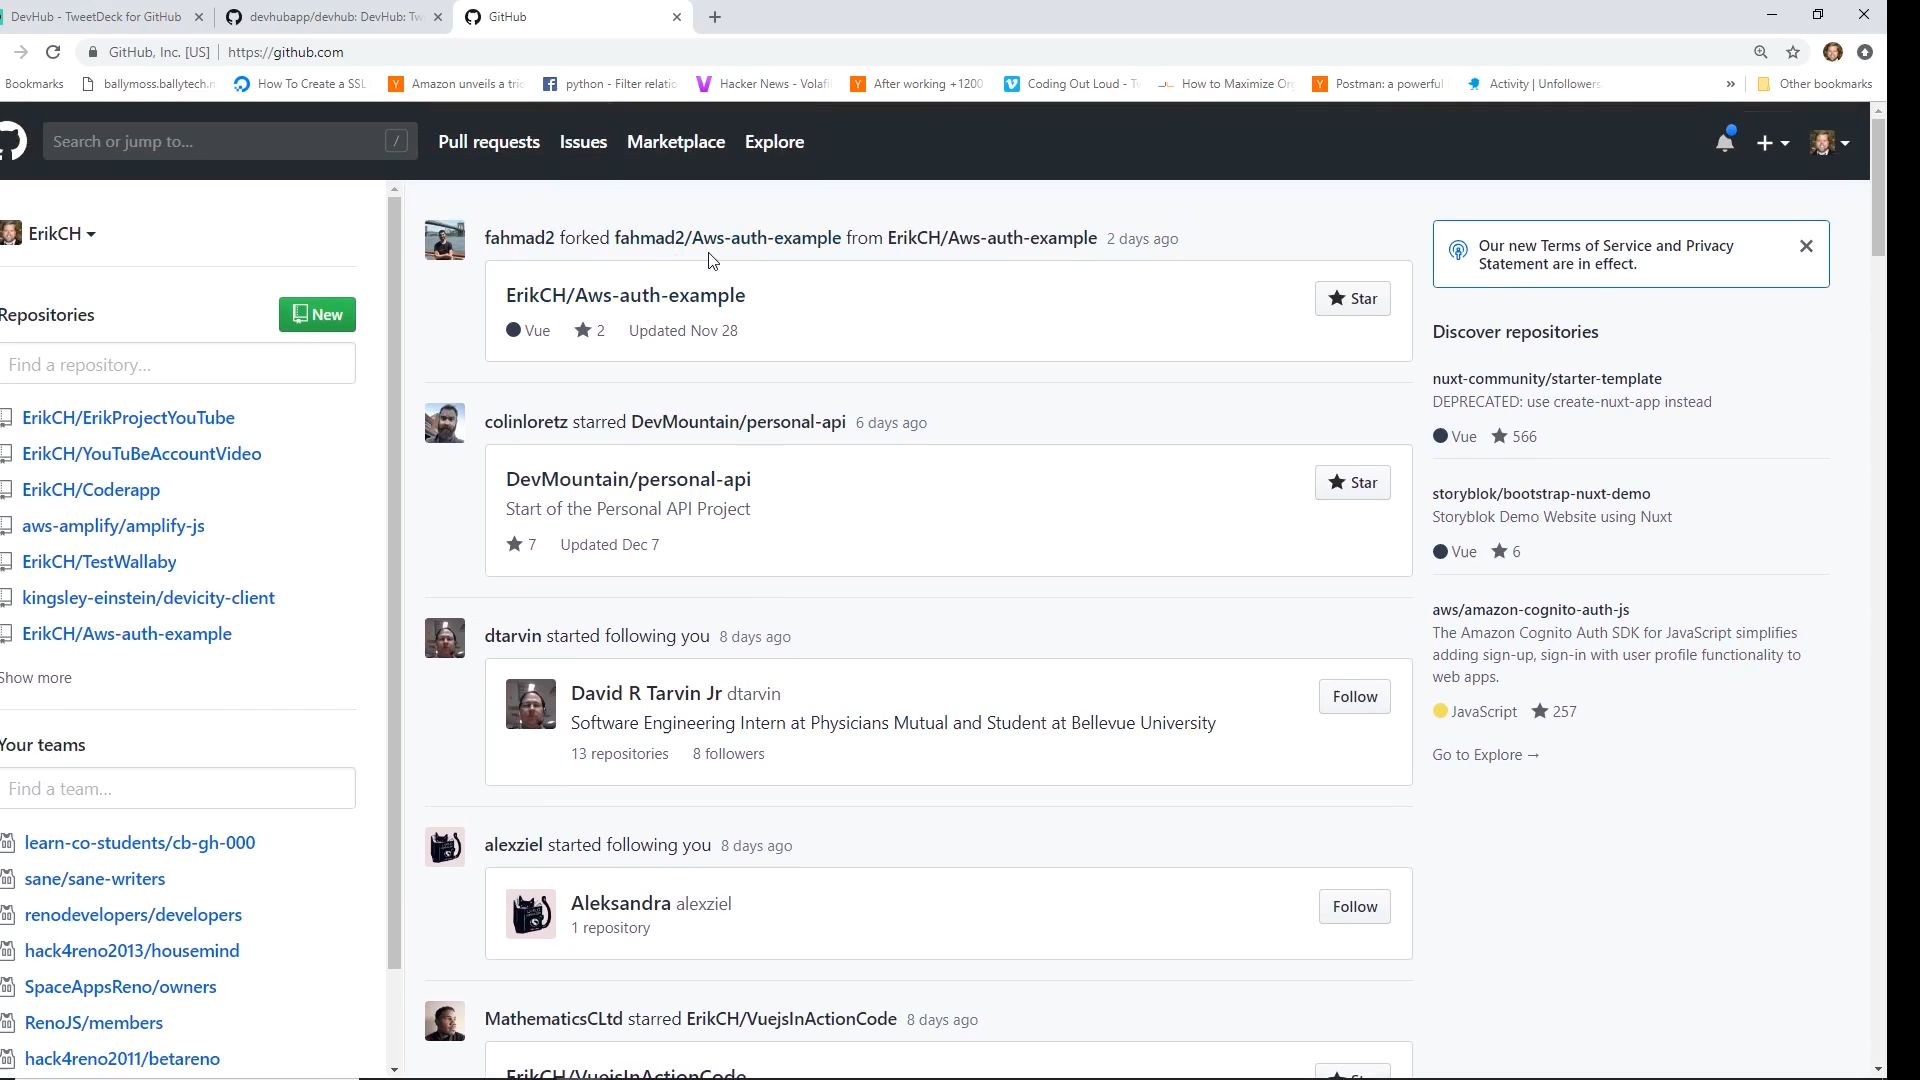 DevHub - TweetDeck for GitHub
devhubapp/devhub: DevHub: Tw
GitHub
GitHub, Inc. [US]
https://github.com
Bookmarks
ballymoss.ballytech.n
How To Create a SSL
Amazon unveils a tri
python - Filter relatio
Hacker News - Volafi
After working +1200
Coding Out Loud - T
How to Maximize Or
Postman: a powerful
Activity | Unfollowers
»
Other bookmarks
Search or jump to...
/
Pull requests
Issues
Marketplace
Explore
ErikCH
Repositories
New
Find a repository...
ErikCH/ErikProjectYouTube
ErikCH/YouTuBeAccountVideo
ErikCH/Coderapp
aws-amplify/amplify-js
ErikCH/TestWallaby
kingsley-einstein/devicity-client
ErikCH/Aws-auth-example
Show more
Your teams
Find a team...
learn-co-students/cb-gh-000
sane/sane-writers
renodevelopers/developers
hack4reno2013/housemind
SpaceAppsReno/owners
RenoJS/members
hack4reno2011/betareno
fahmad2 forked fahmad2/Aws-auth-example from ErikCH/Aws-auth-example 2 days ago
ErikCH/Aws-auth-example
Star
Vue 2 Updated Nov 28
colinloretz starred DevMountain/personal-api 6 days ago
DevMountain/personal-api
Star
Start of the Personal API Project
7 Updated Dec 7
dtarvin started following you 8 days ago
David R Tarvin Jr dtarvin
Follow
Software Engineering Intern at Physicians Mutual and Student at Bellevue University
13 repositories 8 followers
alexziel started following you 8 days ago
Aleksandra alexziel
Follow
1 repository
MathematicsCLtd starred ErikCH/VuejsInActionCode 8 days ago
ErikCH/VuejsInActionCode
Our new Terms of Service and Privacy
Statement are in effect.
Discover repositories
nuxt-community/starter-template
DEPRECATED: use create-nuxt-app instead
Vue 566
storyblok/bootstrap-nuxt-demo
Storyblok Demo Website using Nuxt
Vue 6
aws/amazon-cognito-auth-js
The Amazon Cognito Auth SDK for JavaScript simplifies
adding sign-up, sign-in with user profile functionality to
web apps.
JavaScript 257
Go to Explore →